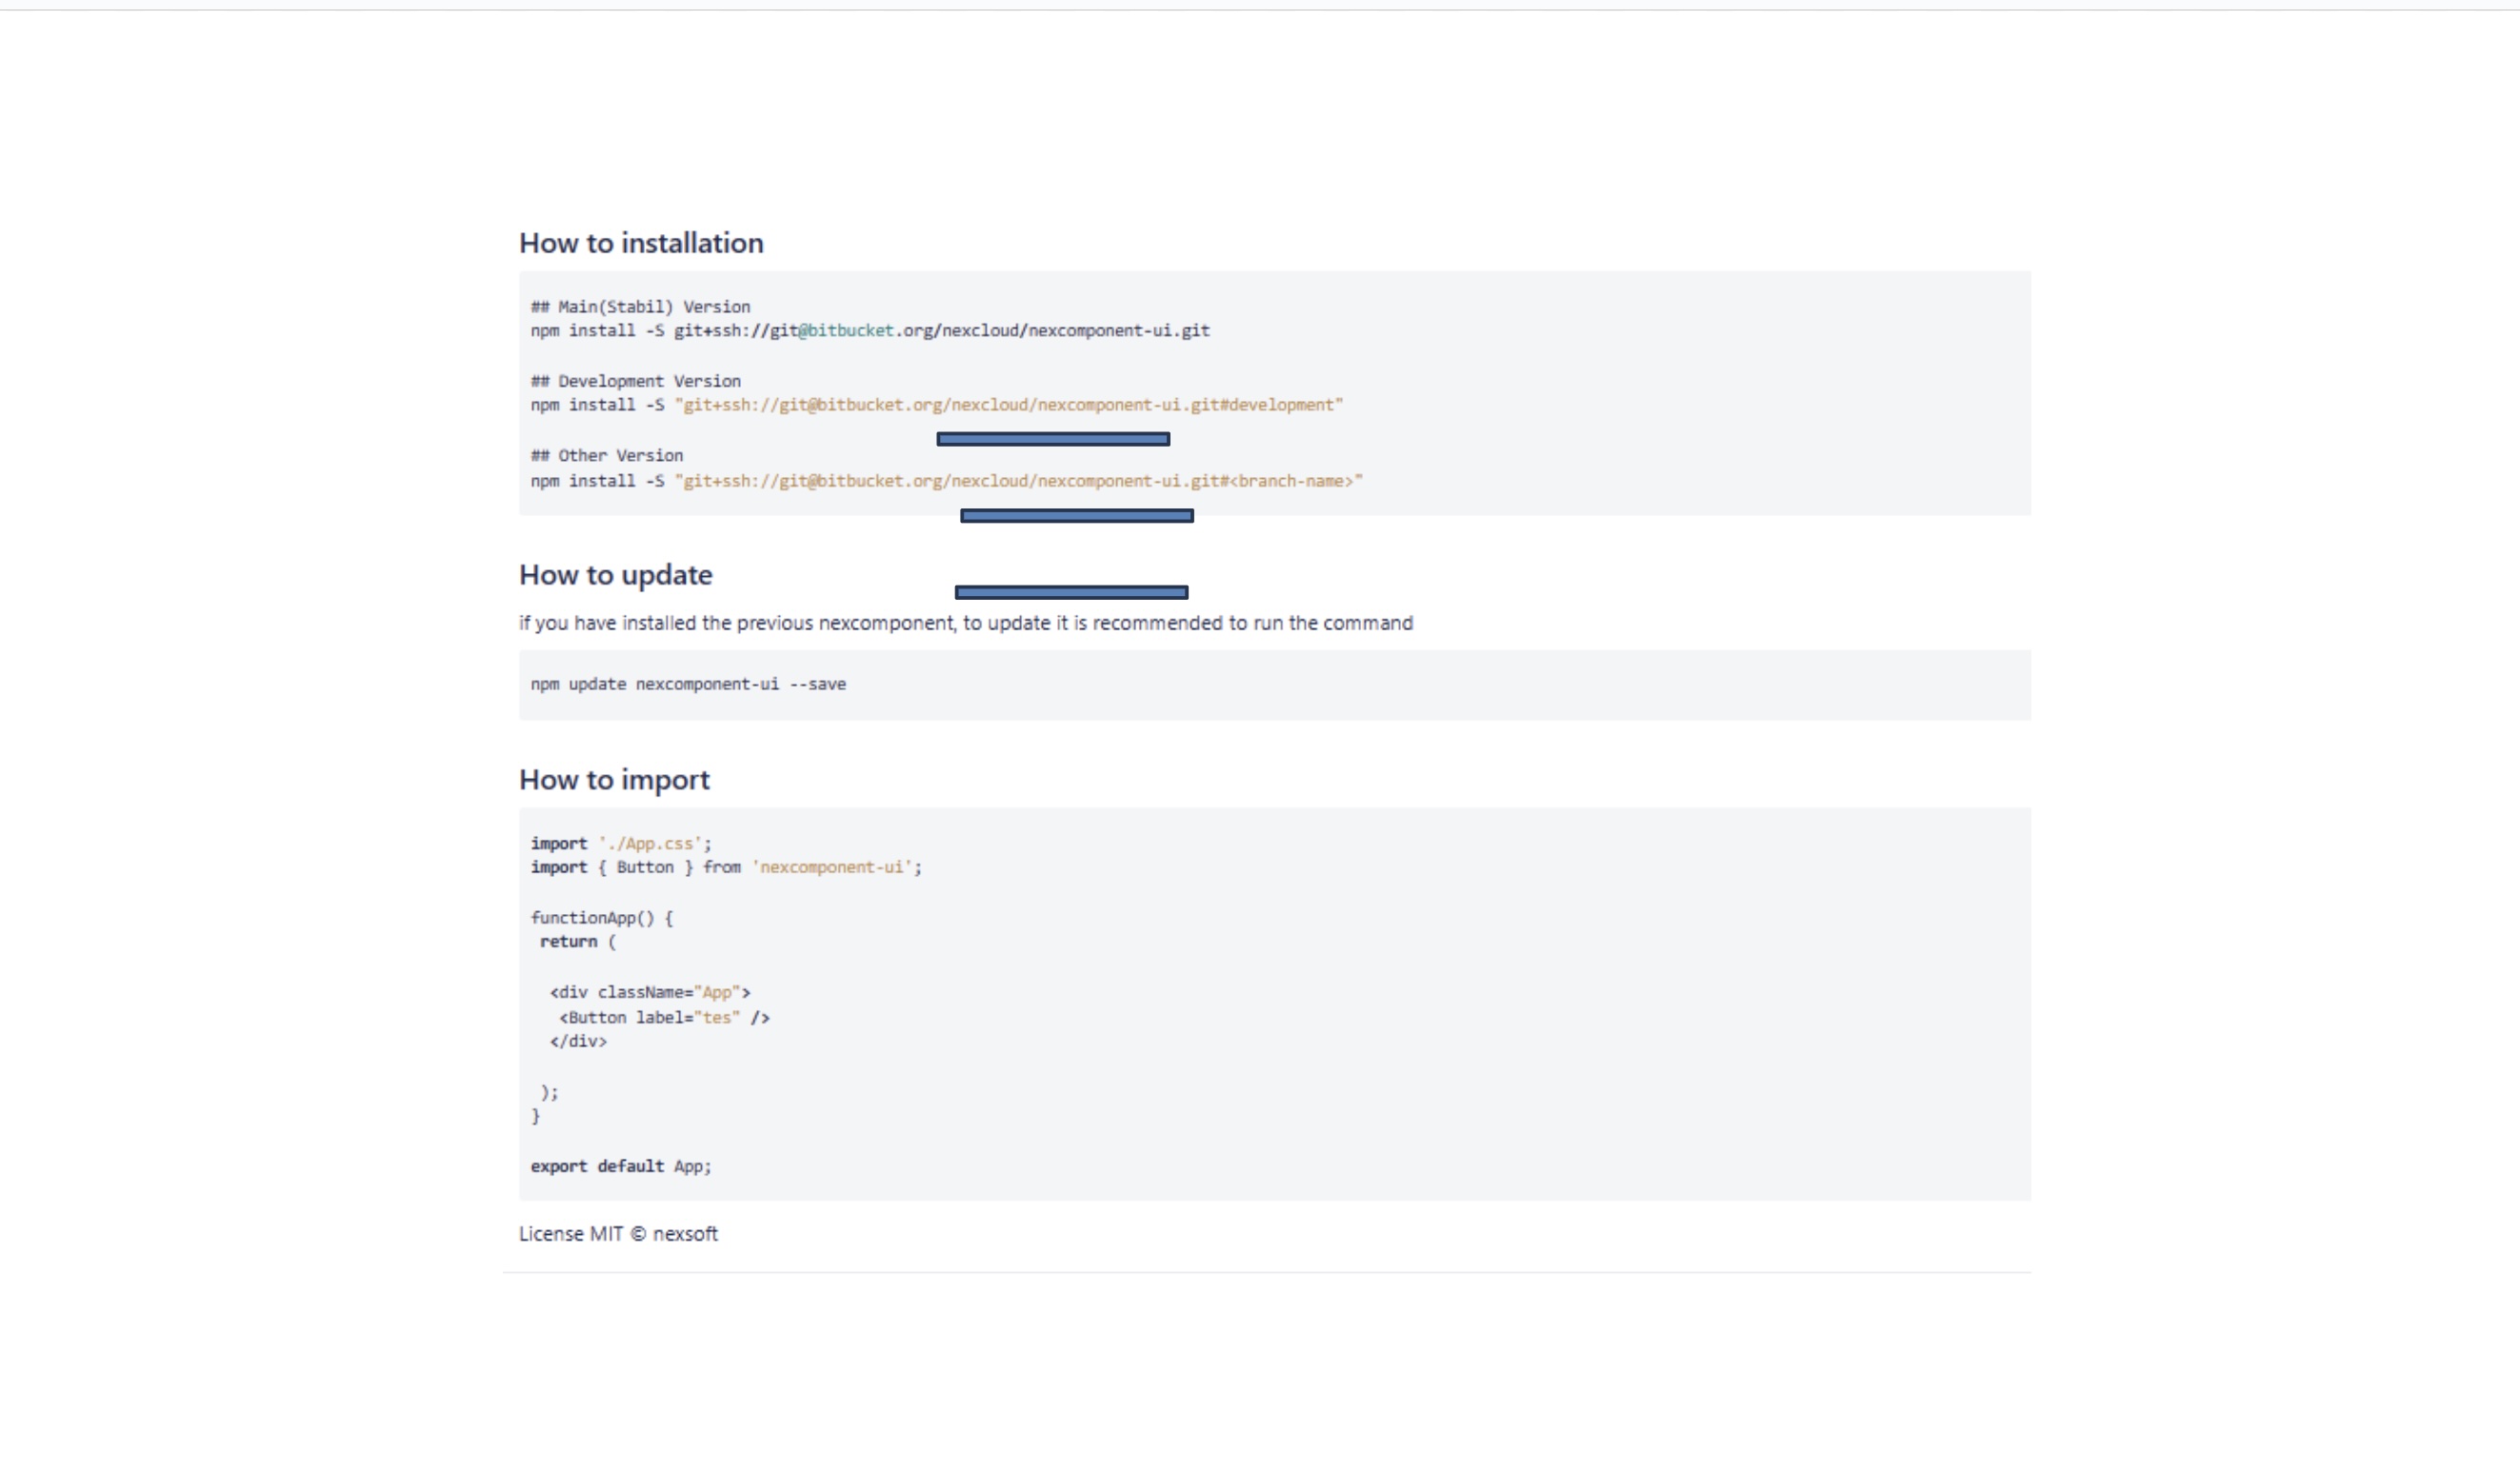 How to installation
## Main(Stabil) Version
npm install -S git+ssh://git@bitbucket.org/nexcloud/nexcomponent-ui.git
## Development Version
npm install -S "git+ssh://git@bitbucket.org/nexcloud/nexcomponent-ui.git#development"
## Other Version
npm install -S "git+ssh://git@bitbucket.org/nexcloud/nexcomponent-ui.git#<branch-name>"
How to update
if you have installed the previous nexcomponent, to update it is recommended to run the command
npm update nexcomponent-ui --save
How to import
import './App.css';
import { Button } from 'nexcomponent-ui';
functionApp() {
return (
<div className="App">
<Button label="tes" />
</div>
);
}
export default App;
License MIT © nexsoft